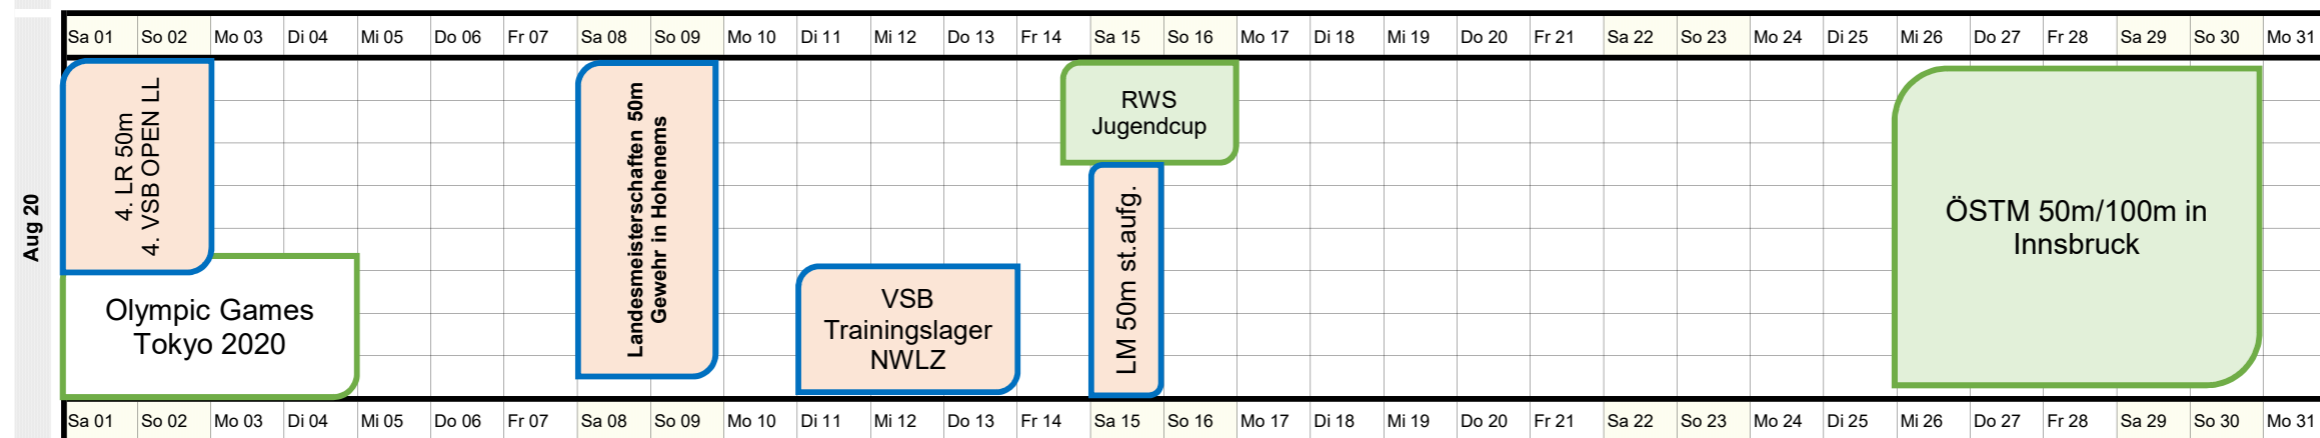 Sa 01 So 02 Mo 03 Di 04 Mi 05 Do 06 Fr 07 Sa 08 So 09 Mo 10 Di 11 Mi 12 Do 13 Fr 14 Sa 15 So 16 Mo 17 Di 18 Mi 19 Do 20 Fr 21 Sa 22 So 23 Mo 24 Di 25 Mi 26 Do 27 Fr 28 Sa 29 So 30 Mo 31
Aug 20
4. LR 50m
4. VSB OPEN LL
Olympic Games
Tokyo 2020
Landesmeisterschaften 50m
Gewehr in Hohenems
VSB
Trainingslager
NWLZ
RWS
Jugendcup
LM 50m st.aufg.
ÖSTM 50m/100m in
Innsbruck
Sa 01 So 02 Mo 03 Di 04 Mi 05 Do 06 Fr 07 Sa 08 So 09 Mo 10 Di 11 Mi 12 Do 13 Fr 14 Sa 15 So 16 Mo 17 Di 18 Mi 19 Do 20 Fr 21 Sa 22 So 23 Mo 24 Di 25 Mi 26 Do 27 Fr 28 Sa 29 So 30 Mo 31